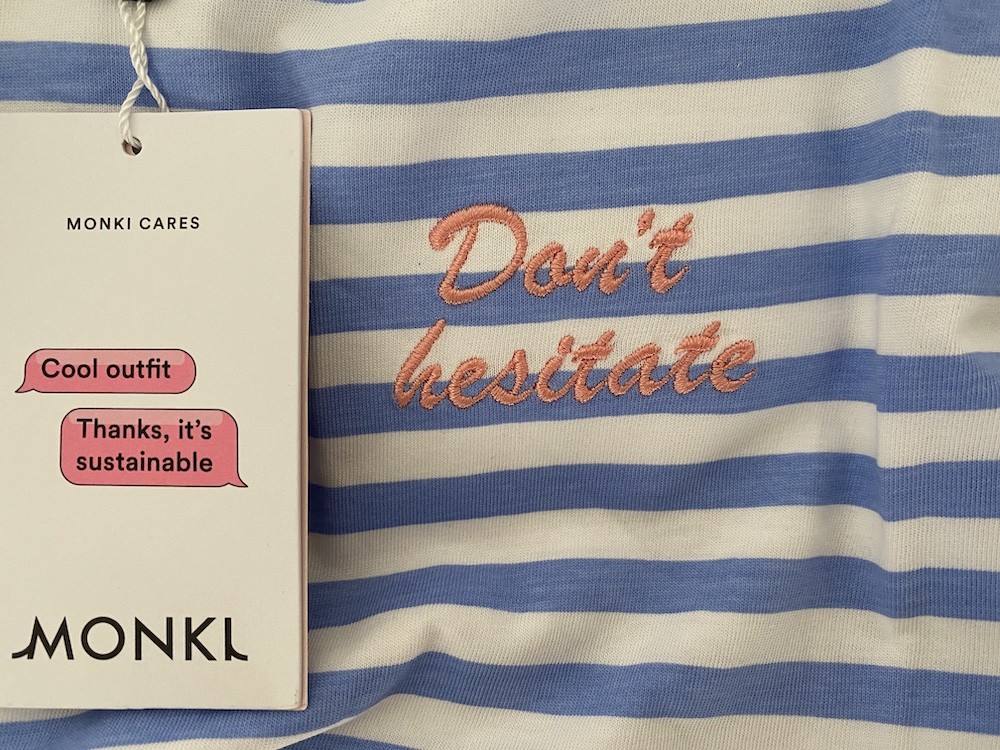 MONKI CARES
Cool outfit
Thanks, it's
sustainable
MONKI
Don't
hesitate